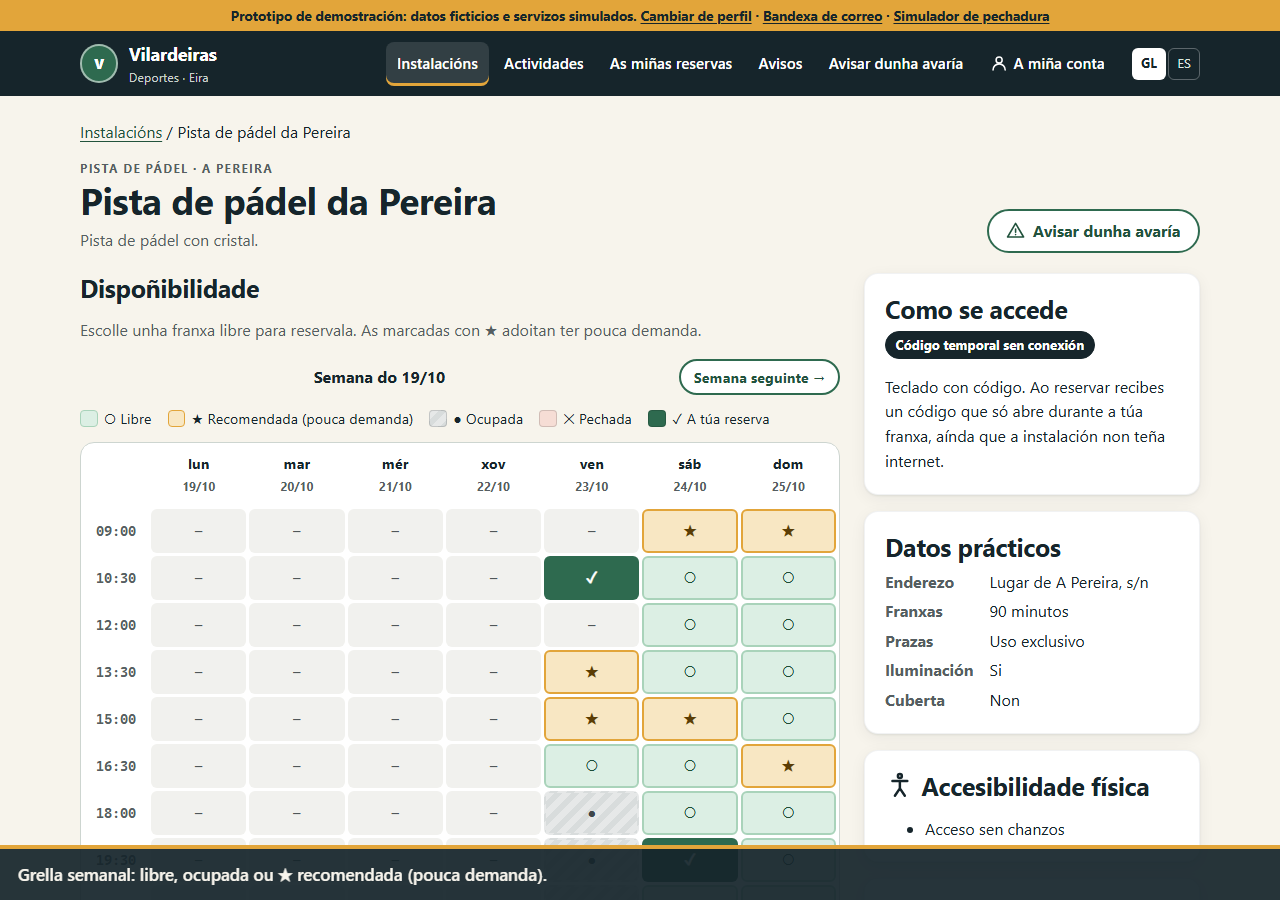 Prototipo de demostración: datos ficticios e servizos simulados. Cambiar de perfil · Bandexa de correo · Simulador de pechadura
V
Vilardeiras
Deportes · Eira
Instalacións
Actividades
As miñas reservas
Avisos
Avisar dunha avaría
A miña conta
GL
ES
Instalacións / Pista de pádel da Pereira
PISTA DE PÁDEL · A PEREIRA
Pista de pádel da Pereira
Pista de pádel con cristal.
Avisar dunha avaría
Dispoñibilidade
Escolle unha franxa libre para reservala. As marcadas con ★ adoitan ter pouca demanda.
Semana do 19/10
Semana seguinte →
○ Libre
★ Recomendada (pouca demanda)
● Ocupada
✕ Pechada
✓ A túa reserva
lun mar mér xov ven sáb dom
19/10 20/10 21/10 22/10 23/10 24/10 25/10
09:00 – – – – – ★ ★
10:30 – – – – ✓ ○ ○
12:00 – – – – – ○ ○
13:30 – – – – ★ ○ ○
15:00 – – – – ★ ★ ○
16:30 – – – – ○ ○ ★
18:00 – – – – ● ○ ○
19:30 – – – – ● ✓ ○
Como se accede
Código temporal sen conexión
Teclado con código. Ao reservar recibes
un código que só abre durante a túa
franxa, aínda que a instalación non teña
internet.
Datos prácticos
Enderezo Lugar de A Pereira, s/n
Franxas 90 minutos
Prazas Uso exclusivo
Iluminación Si
Cuberta Non
Accesibilidade física
• Acceso sen chanzos
Grella semanal: libre, ocupada ou ★ recomendada (pouca demanda).